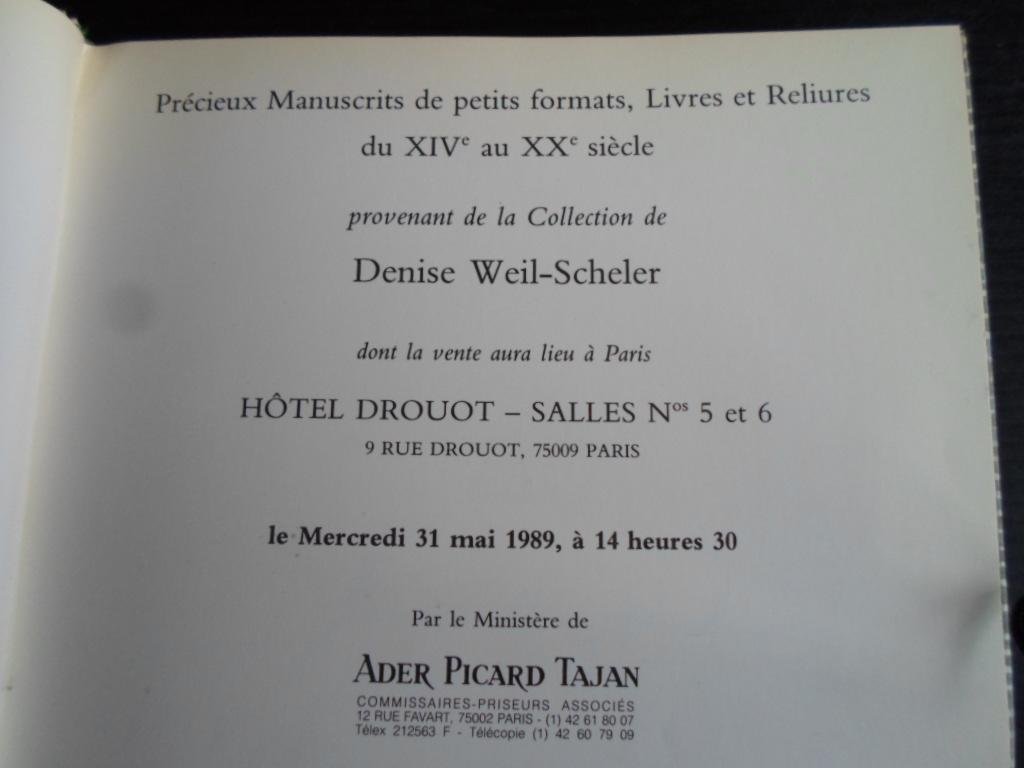 Précieux Manuscrits de petits formats, Livres et Reliures
du XIVe au XXe siècle
provenant de la Collection de
Denise Weil-Scheler
dont la vente aura lieu à Paris
HÔTEL DROUOT – SALLES Nos 5 et 6
9 RUE DROUOT, 75009 PARIS
le Mercredi 31 mai 1989, à 14 heures 30
Par le Ministère de
ADER PICARD TAJAN
COMMISSAIRES-PRISEURS ASSOCIÉS
12 RUE FAVART, 75002 PARIS - (1) 42 61 80 07
Télex 212563 F - Télécopie (1) 42 60 79 09